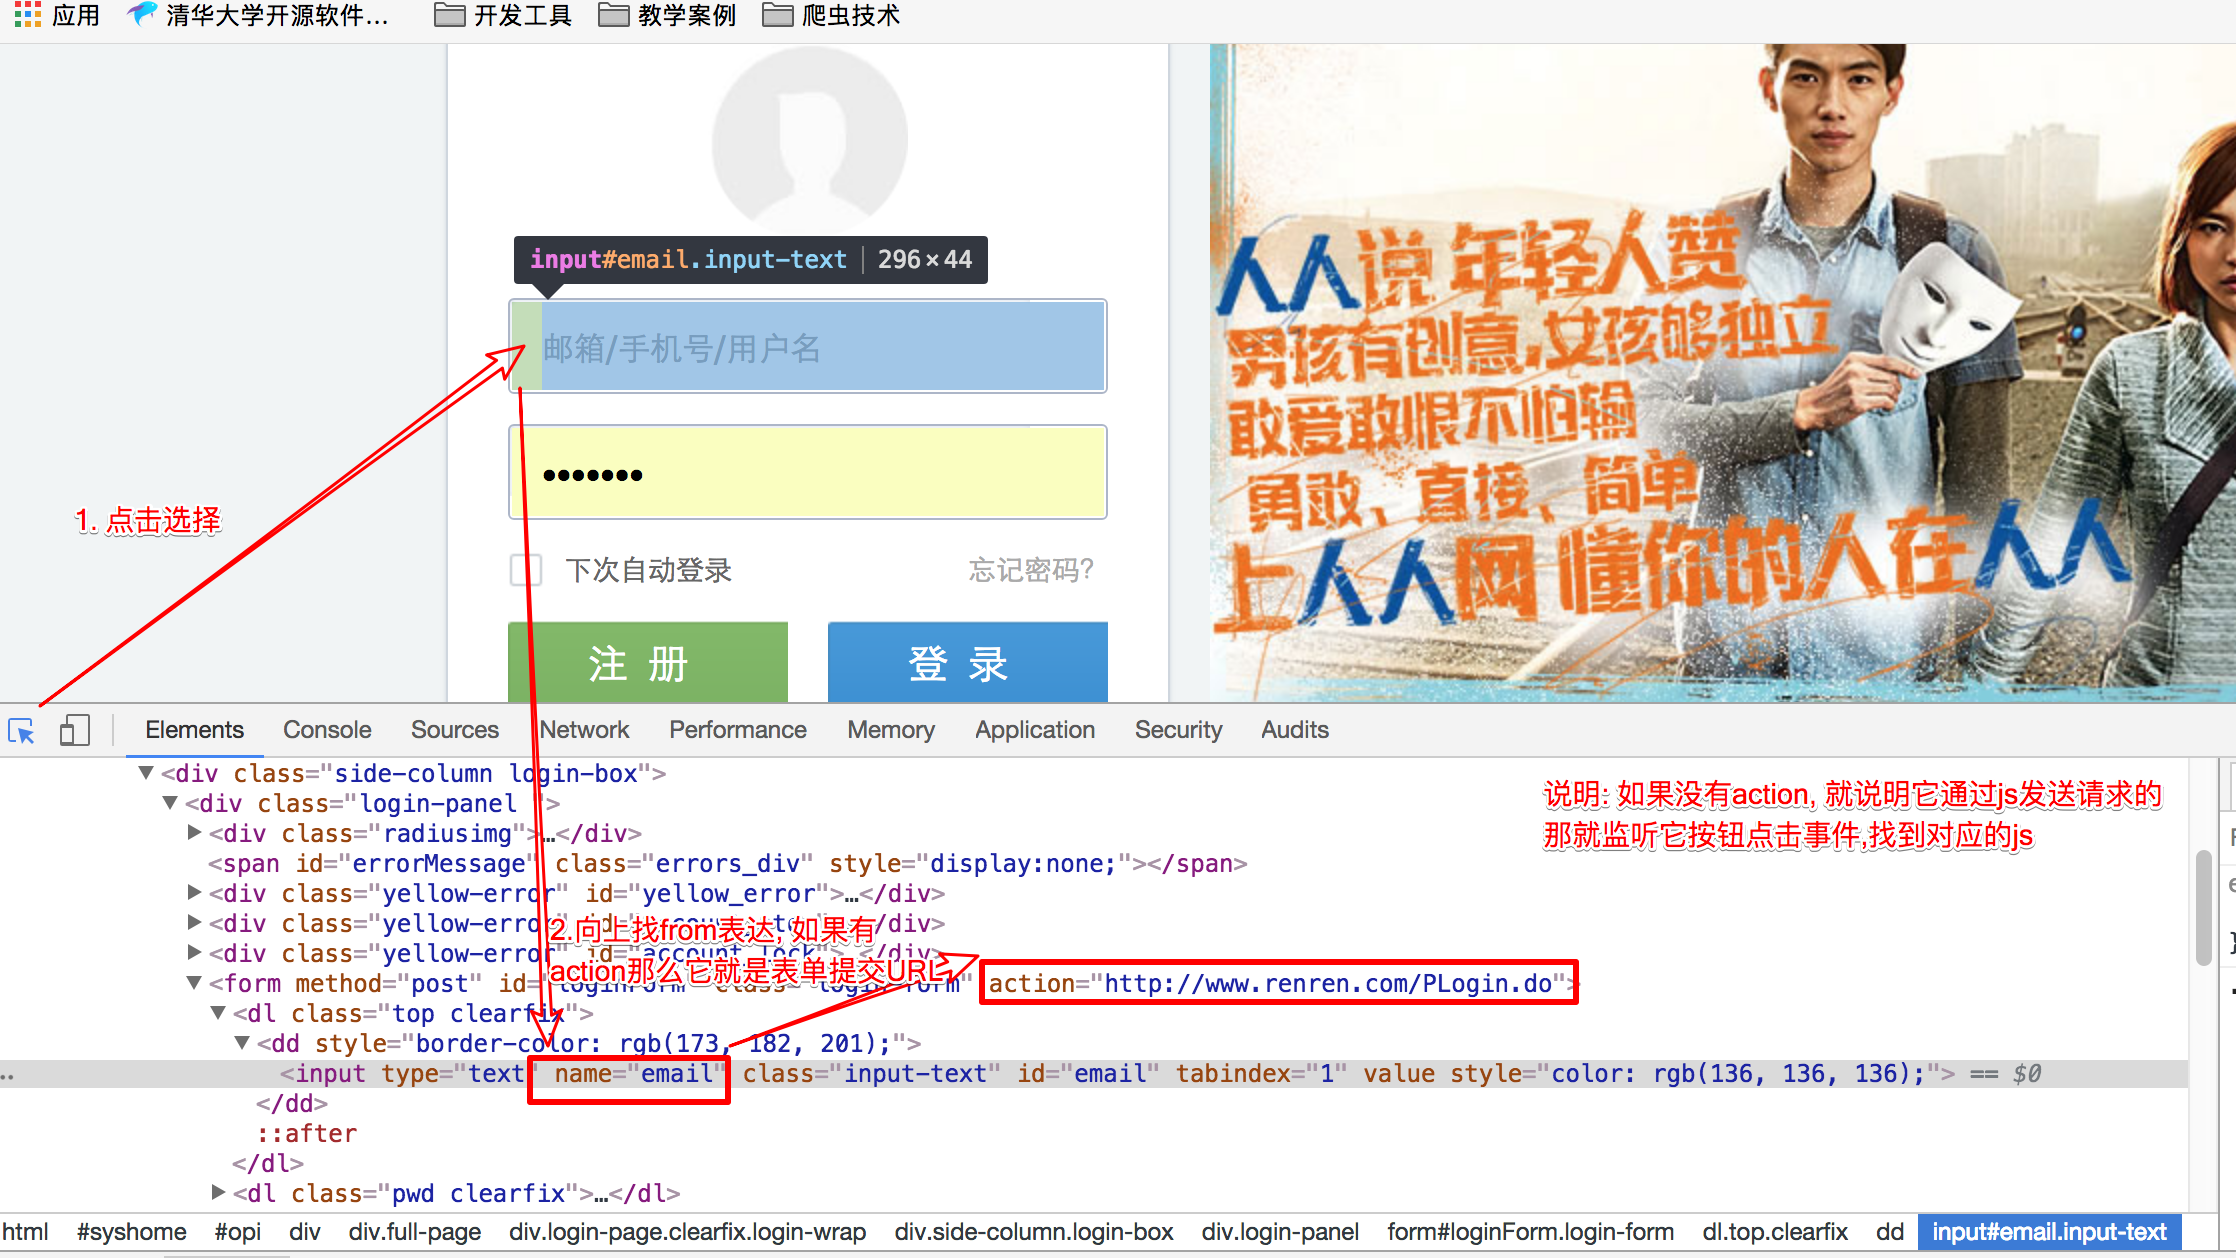 应用 清华大学开源软件... 开发工具 教学案例 爬虫技术
input#email.input-text 296×44
邮箱/手机号/用户名
•••••••
下次自动登录 忘记密码?
注 册 登 录
人人说年轻人赞
男孩有创意,女孩够独立
敢爱敢恨不怕输
勇敢、直接、简单
上人人网 懂你的人在人人
1. 点击选择
Elements Console Sources Network Performance Memory Application Security Audits
说明: 如果没有action, 就说明它通过js发送请求的
那就监听它按钮点击事件,找到对应的js
<div class="side-column login-box">
<div class="login-panel ">
<div class="radiusimg">…</div>
<span id="errorMessage" class="errors_div" style="display:none;"></span>
<div class="yellow-error" id="yellow_error">…</div>
<div class="yellow-error
</div>
2.向上找from表达, 如果有
<div class="yellow-error id="account_lock">…</div>
action那么它就是表单提交URL
<form method="post" id="loginForm" class="login-form" action="http://www.renren.com/PLogin.do">
<dl class="top clearfix">
<dd style="border-color: rgb(173, 182, 201);">
<input type="text" name="email" class="input-text" id="email" tabindex="1" value style="color: rgb(136, 136, 136);"> == $0
</dd>
::after
</dl>
<dl class="pwd clearfix">…</dl>
html #syshome #opi div div.full-page div.login-page.clearfix.login-wrap div.side-column.login-box div.login-panel form#loginForm.login-form dl.top.clearfix dd input#email.input-text